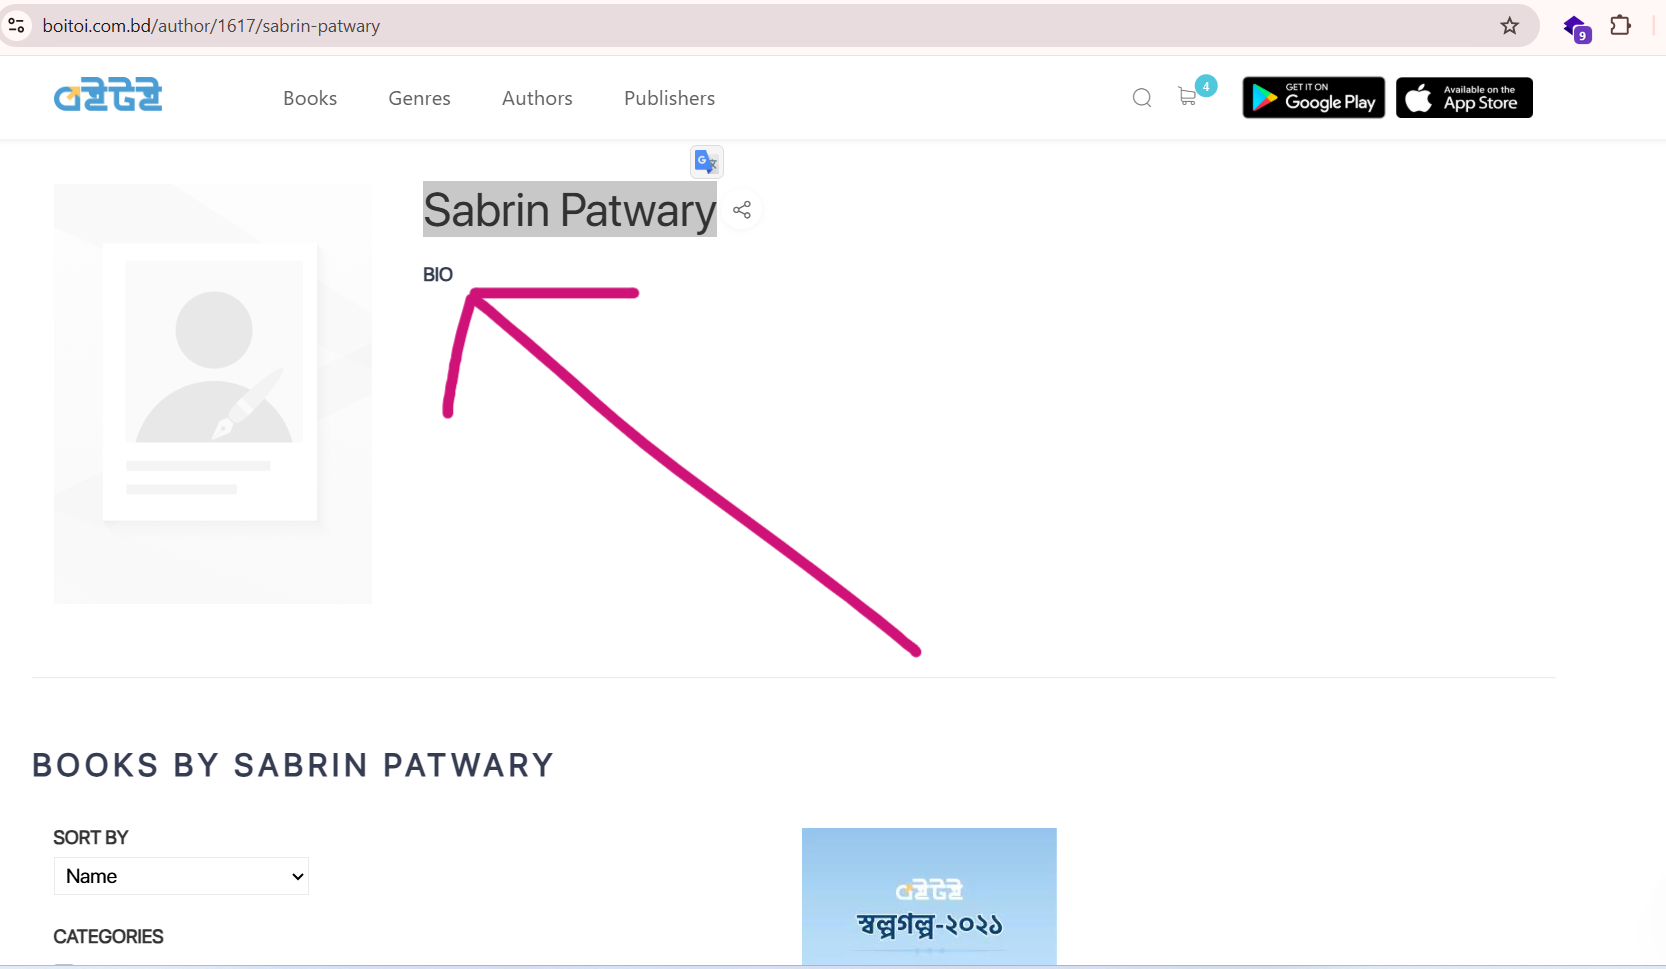 boitoi.com.bd/author/1617/sabrin-patwary
9
বইটই
Books
Genres
Authors
Publishers
4
GET IT ON
Google Play
Available on the
App Store
G
Sabrin Patwary
BIO
BOOKS BY SABRIN PATWARY
SORT BY
Name
CATEGORIES
বইটই
স্বল্পগল্প-২০২১